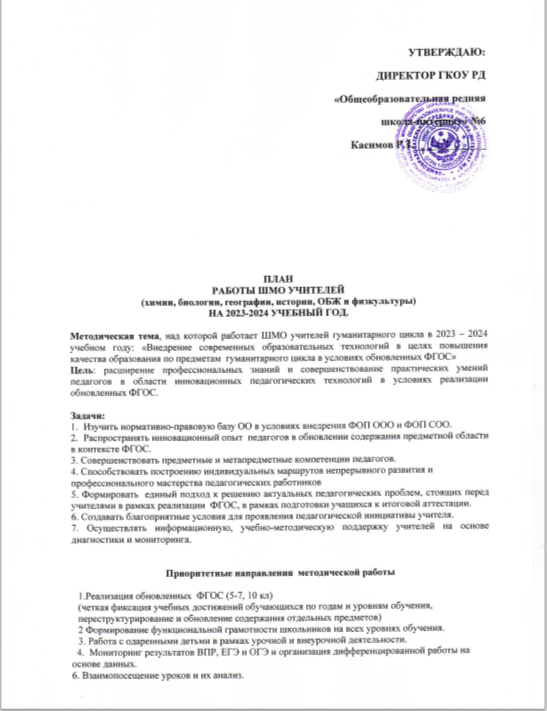 УТВЕРЖДАЮ:
ДИРЕКТОР ГКОУ РД
«Общеобразовательная редняя
школа-интернат №6
Касимов Р.З.
ПЛАН
РАБОТЫ ШМО УЧИТЕЛЕЙ
(химии, биологии, географии, истории, ОБЖ и физкультуры)
НА 2023-2024 УЧЕБНЫЙ ГОД.
Методическая тема, над которой работает ШМО учителей гуманитарного цикла в 2023 – 2024
учебном году: «Внедрение современных образовательных технологий в целях повышения
качества образования по предметам гуманитарного цикла в условиях обновленных ФГОС»
Цель: расширение профессиональных знаний и совершенствование практических умений
педагогов в области инновационных педагогических технологий в условиях реализации
обновленных ФГОС.
Задачи:
1. Изучить нормативно-правовую базу ОО в условиях внедрения ФОП ООО и ФОП СОО.
2. Распространять инновационный опыт педагогов в обновлении содержания предметной области
в контексте ФГОС.
3. Совершенствовать предметные и метапредметные компетенции педагогов.
4. Способствовать построению индивидуальных маршрутов непрерывного развития и
профессионального мастерства педагогических работников
5. Формировать единый подход к решению актуальных педагогических проблем, стоящих перед
учителями в рамках реализации ФГОС, в рамках подготовки учащихся к итоговой аттестации.
6. Создавать благоприятные условия для проявления педагогической инициативы учителя.
7. Осуществлять информационную, учебно-методическую поддержку учителей на основе
диагностики и мониторинга.
Приоритетные направления методической работы
1.Реализация обновленных ФГОС (5-7, 10 кл)
(четкая фиксация учебных достижений обучающихся по годам и уровням обучения,
переструктурирование и обновление содержания отдельных предметов)
2 Формирование функциональной грамотности школьников на всех уровнях обучения.
3. Работа с одаренными детьми в рамках урочной и внеурочной деятельности.
4. Мониторинг результатов ВПР, ЕГЭ и ОГЭ и организация дифференцированной работы на
основе данных.
6. Взаимопосещение уроков и их анализ.